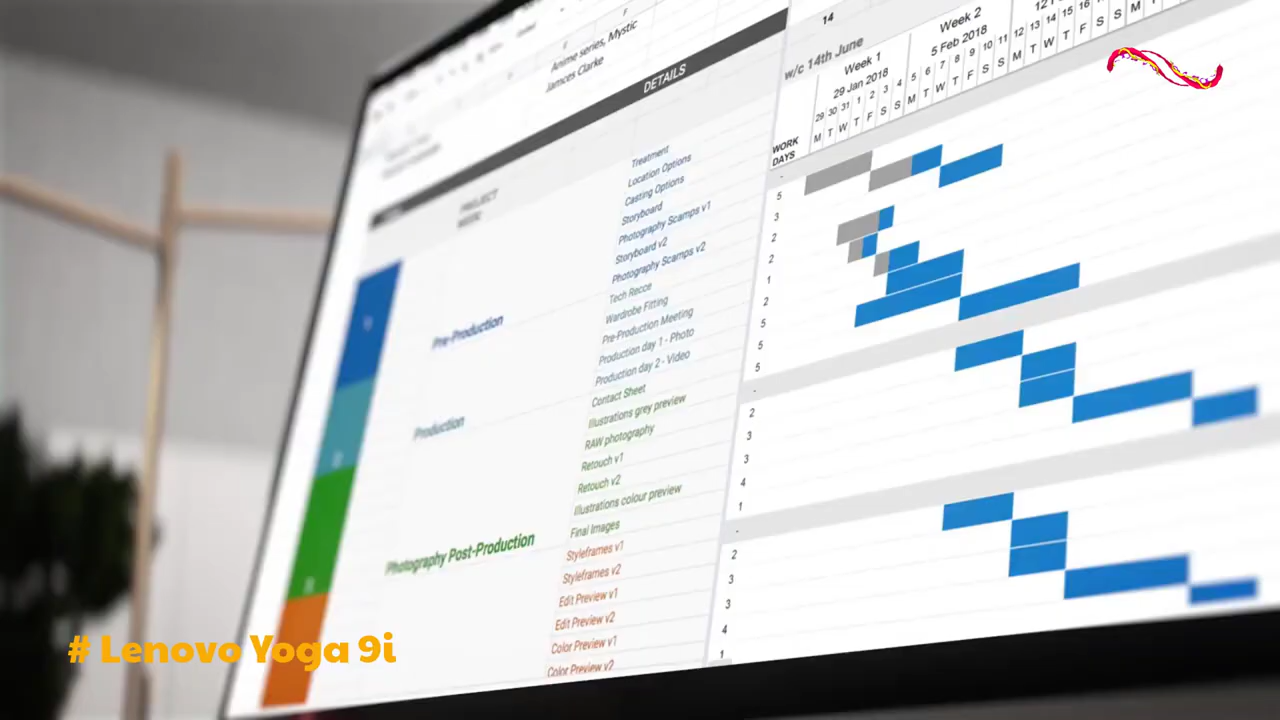 Anime series, Mystic
Jamces Clarke
14
w/c 14th June
Week 1
29 Jan 2018
Week 2
5 Feb 2018
29 30 31 1 2 3 4 5 6 7 8 9 10 11 12 13 14 15 16
M T W T F S S M T W T F S S M T W T F S S M
DETAILS
WORK
DAYS
PROJECT
Treatment
Location Options
Casting Options
Storyboard
Photography Scamps v1
Storyboard v2
Photography Scamps v2
Tech Recce
Wardrobe Fitting
Pre-Production Meeting
Production day 1 - Photo
Production day 2 - Video
Contact Sheet
Illustrations grey preview
RAW photography
Retouch v1
Retouch v2
Illustrations colour preview
Final Images
Styleframes v1
Styleframes v2
Edit Preview v1
Edit Preview v2
Color Preview v1
Color Preview v2
Pre-Production
Production
Photography Post-Production
-
5
3
2
2
1
2
5
5
5
-
2
3
3
4
1
-
2
3
3
4
1
# Lenovo Yoga 9i